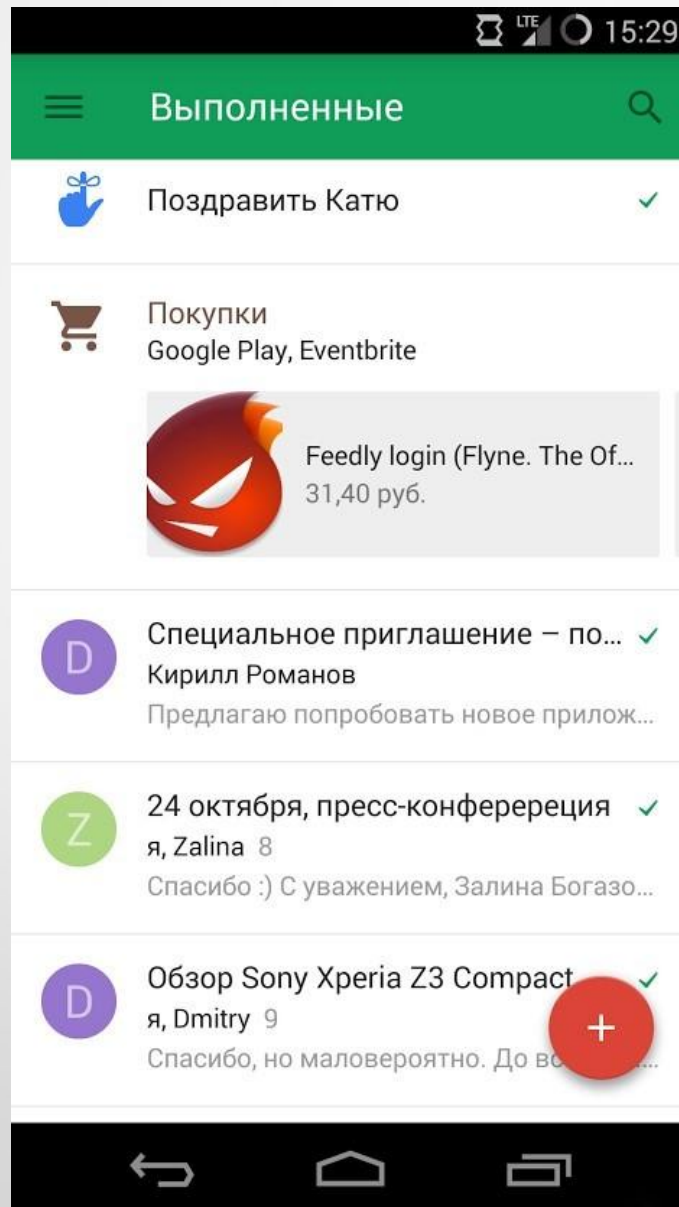 LTE 15:29
Выполненные
Поздравить Катю
Покупки
Google Play, Eventbrite
Feedly login (Flyne. The Of...
31,40 руб.
D
Специальное приглашение – по...
Кирилл Романов
Предлагаю попробовать новое прилож...
Z
24 октября, пресс-конферереция
я, Zalina 8
Спасибо :) С уважением, Залина Богазо...
D
Обзор Sony Xperia Z3 Compact
я, Dmitry 9
Спасибо, но маловероятно. До
+